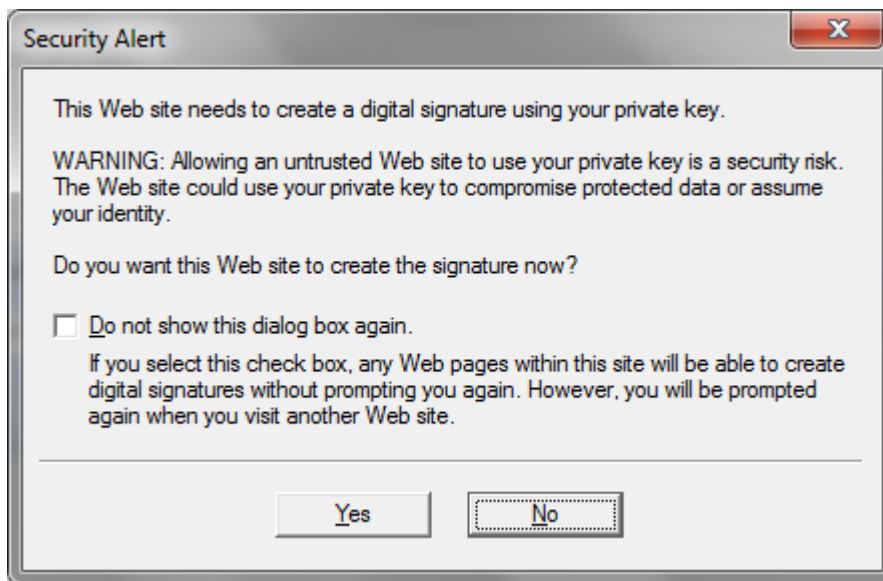 Security Alert
This Web site needs to create a digital signature using your private key.
WARNING: Allowing an untrusted Web site to use your private key is a security risk.
The Web site could use your private key to compromise protected data or assume
your identity.
Do you want this Web site to create the signature now?
Do not show this dialog box again.
If you select this check box, any Web pages within this site will be able to create
digital signatures without prompting you again. However, you will be prompted
again when you visit another Web site.
Yes
No